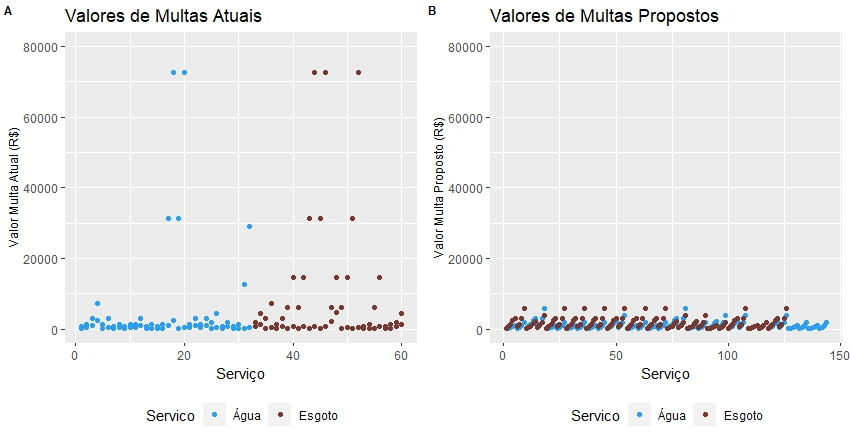 A
Valores de Multas Atuais
Valor Multa Atual (R$)
80000
60000
40000
20000
0
0 20 40 60
Serviço
Servico Água Esgoto
B
Valores de Multas Propostos
Valor Multa Proposto (R$)
80000
60000
40000
20000
0
0 50 100 150
Serviço
Servico Água Esgoto